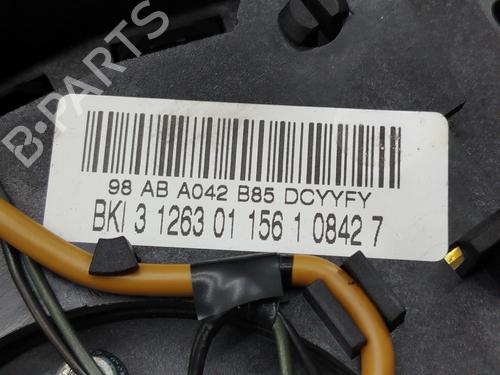 B-PARTS
98 AB A042 B85 DCYYFY
BKI 3 1263 01 156 1 0842 7